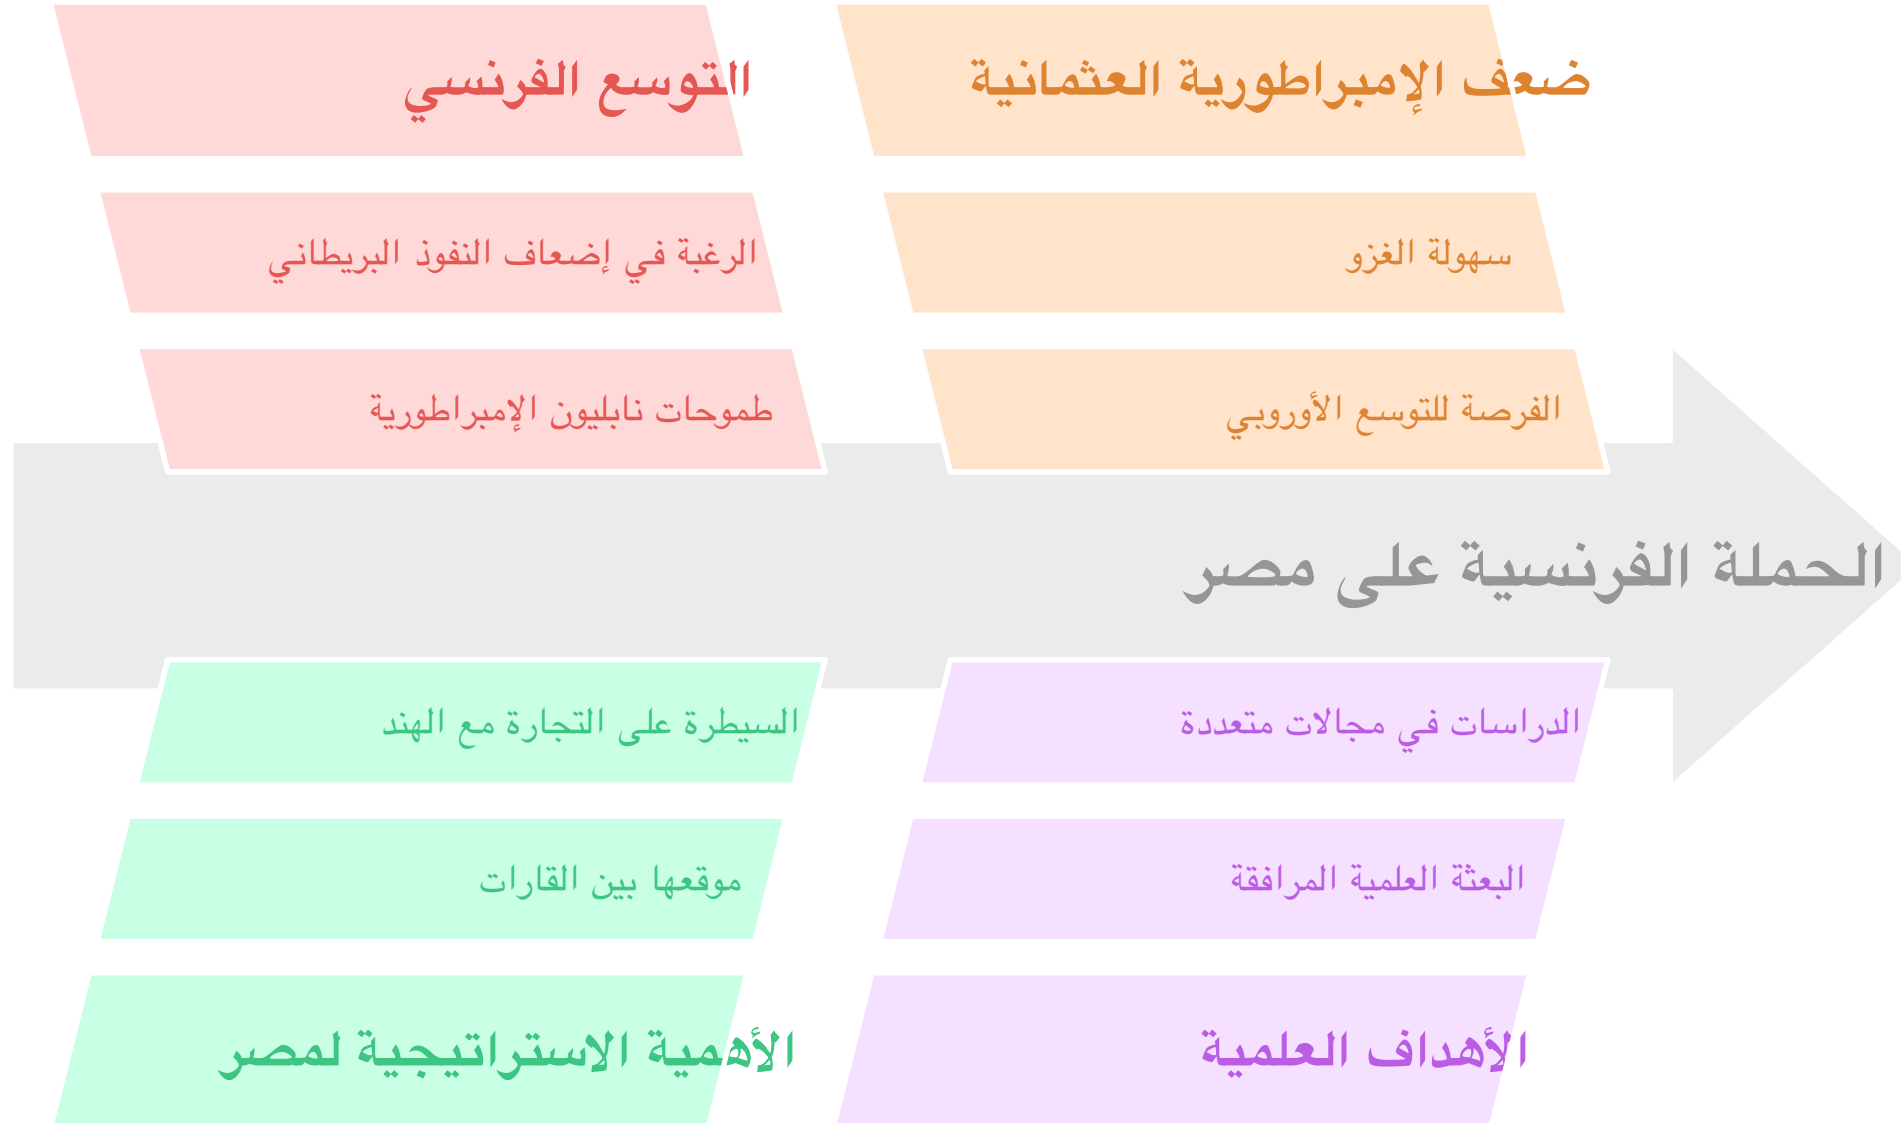 ضعف الإمبراطورية العثمانية
سهولة الغزو
الفرصة للتوسع الأوروبي
التوسع الفرنسي
الرغبة في إضعاف النفوذ البريطاني
طموحات نابليون الإمبراطورية
الحملة الفرنسية على مصر
الدراسات في مجالات متعددة
البعثة العلمية المرافقة
الأهداف العلمية
السيطرة على التجارة مع الهند
موقعها بين القارات
الأهمية الاستراتيجية لمصر